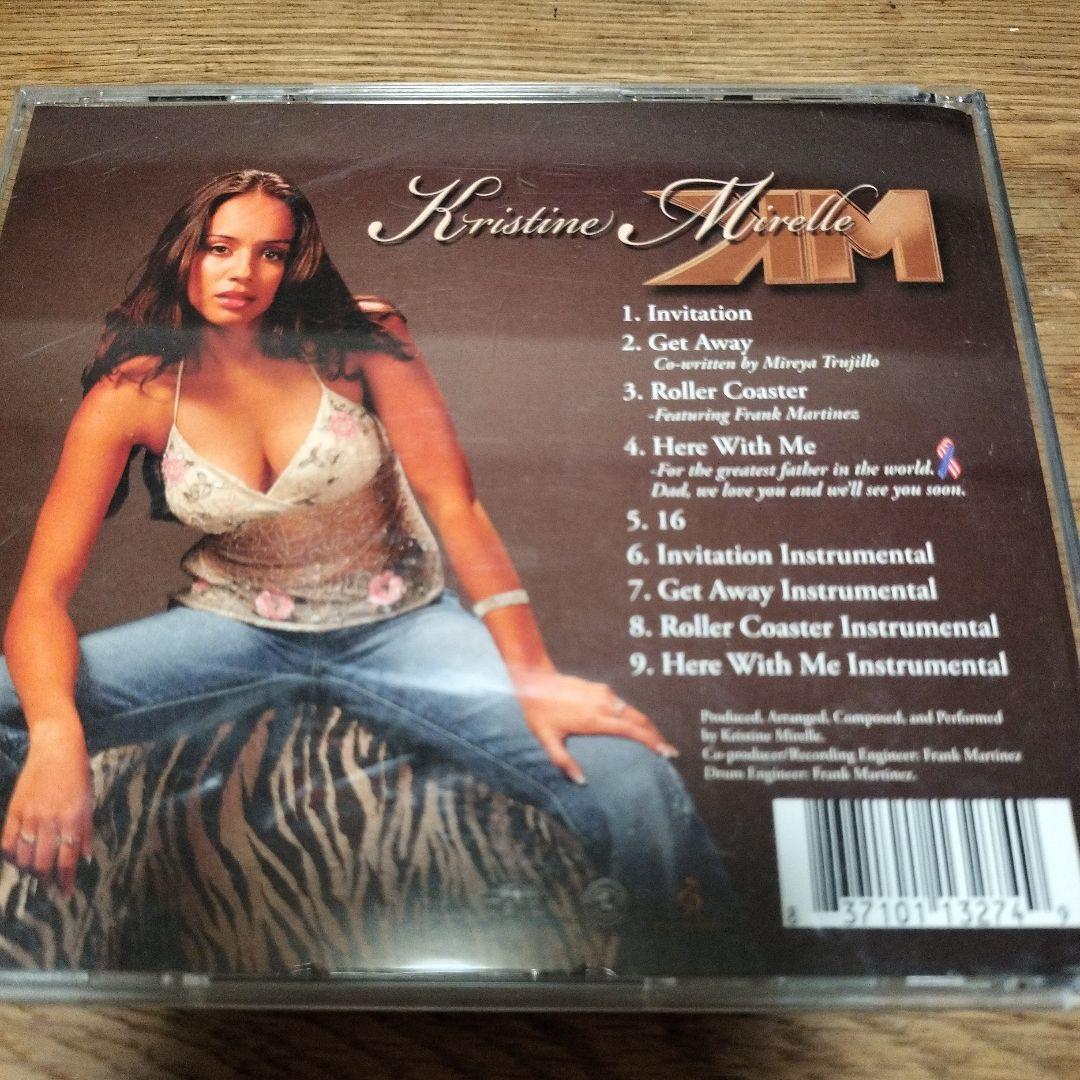 Kristine Mirelle
KM
1. Invitation
2. Get Away
Co-written by Mireya Trujillo
3. Roller Coaster
-Featuring Frank Martinez
4. Here With Me
-For the greatest father in the world.
Dad, we love you and we'll see you soon.
5. 16
6. Invitation Instrumental
7. Get Away Instrumental
8. Roller Coaster Instrumental
9. Here With Me Instrumental
Produced, Arranged, Composed, and Performed
by Kristine Mirelle.
Co-producer/Recording Engineer: Frank Martinez
Drum Engineer: Frank Martinez.
8 37101 13274 9